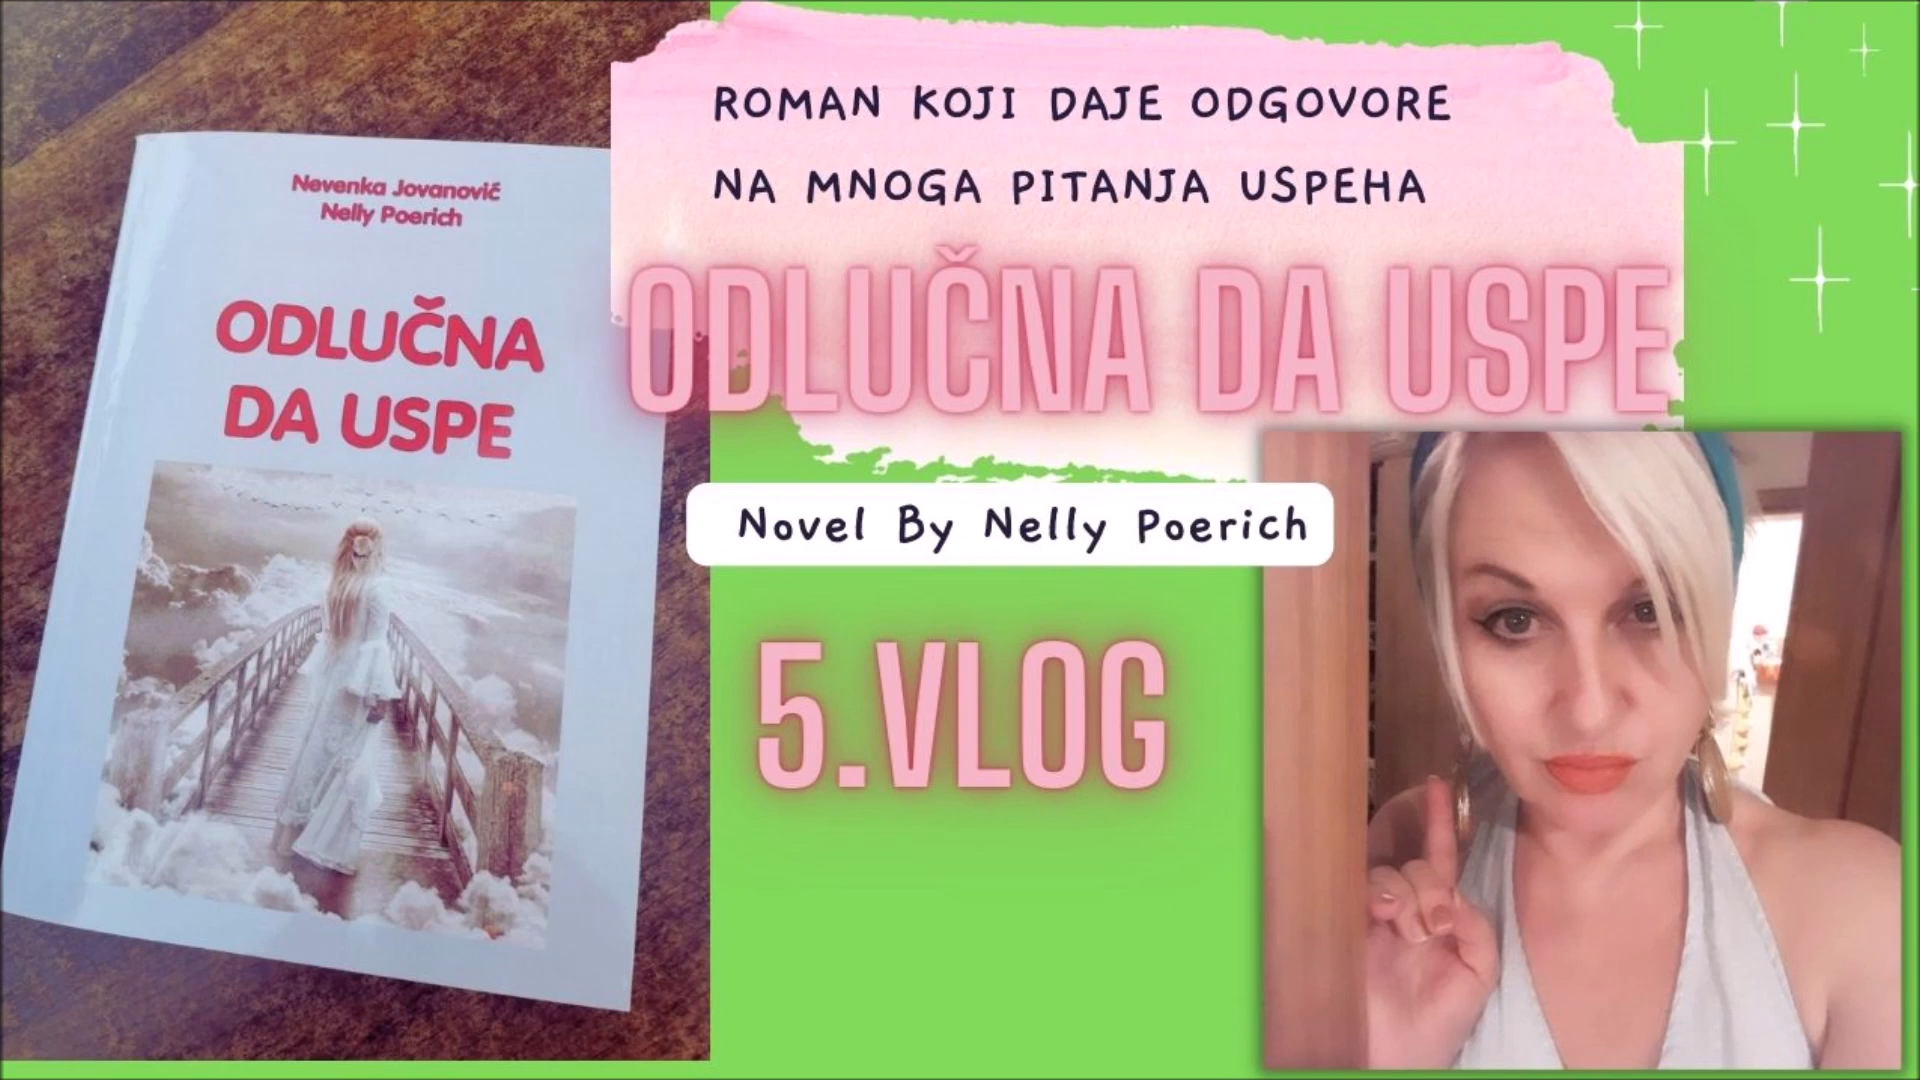 Nevenka Jovanović
Nelly Poerich
ODLUČNA
DA USPE
ROMAN KOJI DAJE ODGOVORE
NA MNOGA PITANJA USPEHA
ODLUČNA DA USPE
Novel By Nelly Poerich
5.VLOG